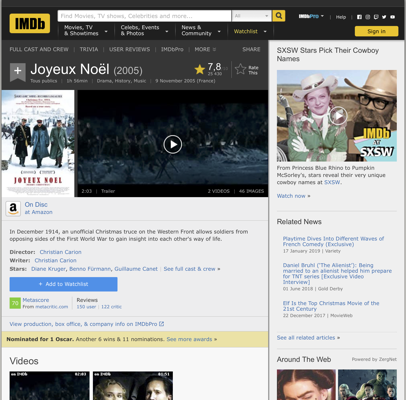 IMDb
Find Movies, TV shows, Celebrities and more...
All
IMDbPro
Help
Movies, TV & Showtimes
Celebs, Events & Photos
News & Community
Watchlist
Sign in
FULL CAST AND CREW | TRIVIA | USER REVIEWS | IMDbPro | MORE
SHARE
+ Joyeux Noël (2005)
Tous publics | 1h 56min | Drama, History, Music | 9 November 2005 (France)
7,8
Rate This
JOYEUX NOËL
2:03 | Trailer
2 VIDEOS | 46 IMAGES
On Disc
at Amazon
In December 1914, an unofficial Christmas truce on the Western Front allows soldiers from
opposing sides of the First World War to gain insight into each other's way of life.
Director: Christian Carion
Writer: Christian Carion
Stars: Diane Kruger, Benno Fürmann, Guillaume Canet | See full cast & crew »
+ Add to Watchlist
70
Metascore
From metacritic.com
Reviews
150 user | 122 critic
View production, box office, & company info on IMDbPro
Nominated for 1 Oscar. Another 6 wins & 11 nominations. See more awards »
Videos
SXSW Stars Pick Their Cowboy
Names
IMDb
AT
SXSW
From Princess Blue Rhino to Pumpkin
McSorley's, stars reveal their very
unique cowboy names at SXSW.
Watch now »
Related News
Playtime Dives Into Different Waves of
French Comedy (Exclusive)
17 January 2019 | Variety
Daniel Bruhl ('The Alienist'): Being
mired to an alienist helped him prepare
for TNT series [Exclusive Video
Interview]
01 June 2018 | Gold Derby
Elf Is the Top Christmas Movie of the
21st Century
22 December 2017 | MovieWeb
See all related articles »
Around The Web
Powered by ZergNet